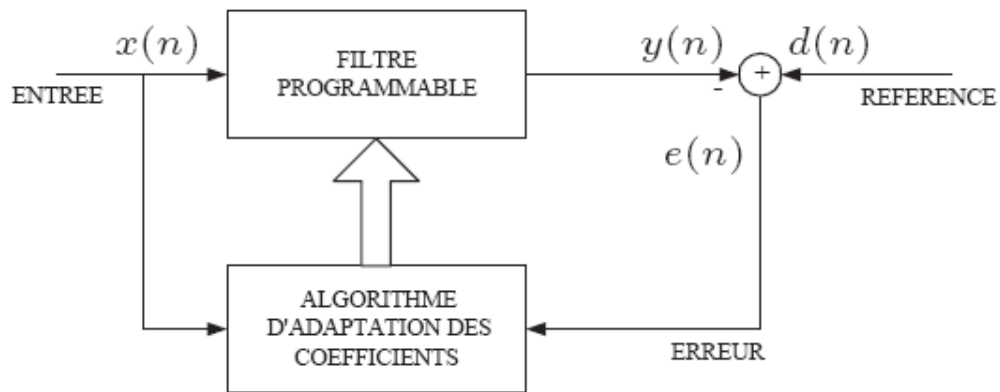 x(n)
ENTREE
FILTRE
PROGRAMMABLE
y(n)
-
+
d(n)
REFERENCE
e(n)
ALGORITHME
D'ADAPTATION DES
COEFFICIENTS
ERREUR